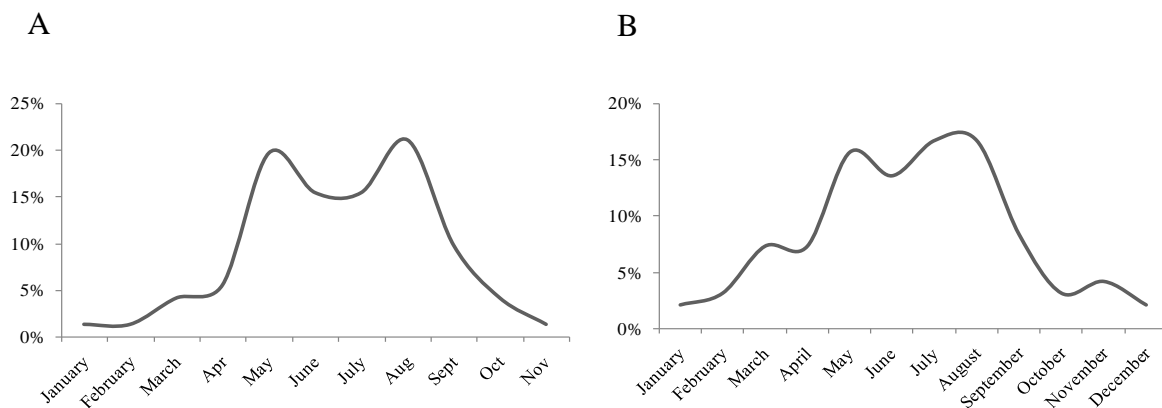 A
25%
20%
15%
10%
5%
0%
January
February
March
Apr
May
June
July
Aug
Sept
Oct
Nov
B
20%
15%
10%
5%
0%
January
February
March
April
May
June
July
August
September
October
November
December